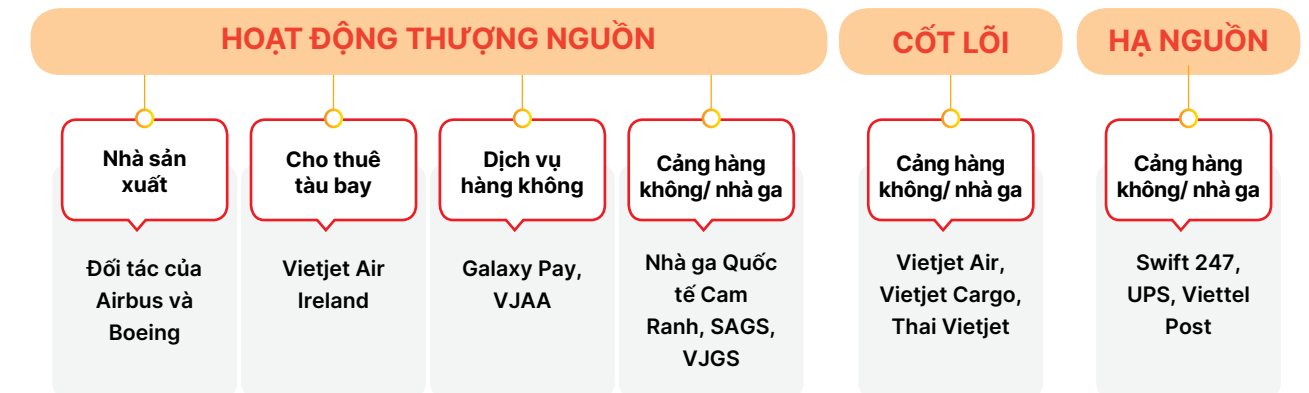 HOẠT ĐỘNG THƯỢNG NGUỒN
CỐT LÕI
HẠ NGUỒN
Nhà sản
xuất
Cho thuê
tàu bay
Dịch vụ
hàng không
Cảng hàng
không/ nhà ga
Cảng hàng
không/ nhà ga
Cảng hàng
không/ nhà ga
Đối tác của
Airbus và
Boeing
Vietjet Air
Ireland
Galaxy Pay,
VJAA
Nhà ga Quốc
tế Cam
Ranh, SAGS,
VJGS
Vietjet Air,
Vietjet Cargo,
Thai Vietjet
Swift 247,
UPS, Viettel
Post